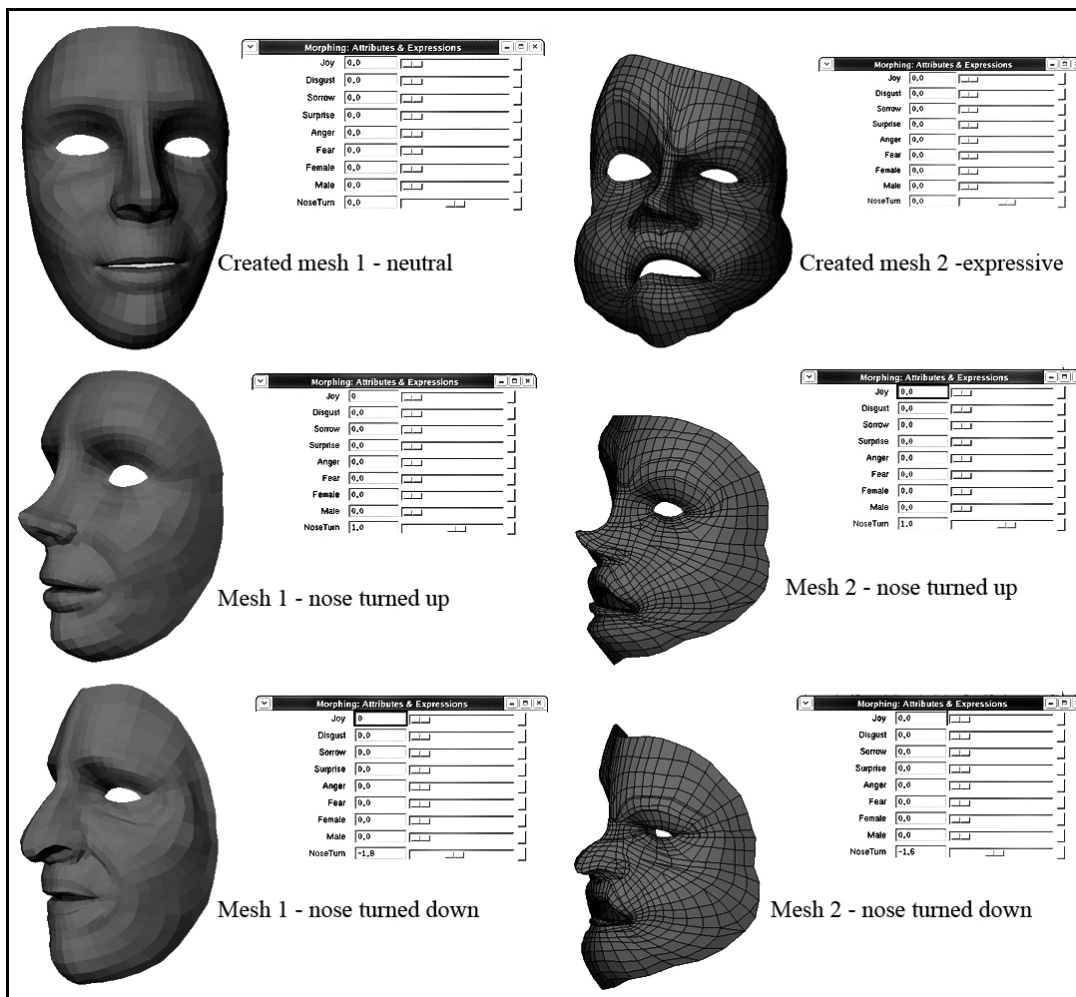 Morphing: Attributes & Expressions
Joy 0.0
Disgust 0.0
Sorrow 0.0
Surprise 0.0
Anger 0.0
Fear 0.0
Female 0.0
Male 0.0
NoseTurn 0.0
Created mesh 1 - neutral
Morphing: Attributes & Expressions
Joy 0.0
Disgust 0.0
Sorrow 0.0
Surprise 0.0
Anger 0.0
Fear 0.0
Female 0.0
Male 0.0
NoseTurn 0.0
Created mesh 2 -expressive
Morphing: Attributes & Expressions
Joy 0
Disgust 0.0
Sorrow 0.0
Surprise 0.0
Anger 0.0
Fear 0.0
Female 0.0
Male 0.0
NoseTurn 1.0
Mesh 1 - nose turned up
Morphing: Attributes & Expressions
Joy 0.0
Disgust 0.0
Sorrow 0.0
Surprise 0.0
Anger 0.0
Fear 0.0
Female 0.0
Male 0.0
NoseTurn 1.0
Mesh 2 - nose turned up
Morphing: Attributes & Expressions
Joy 0
Disgust 0.0
Sorrow 0.0
Surprise 0.0
Anger 0.0
Fear 0.0
Female 0.0
Male 0.0
NoseTurn -1.8
Mesh 1 - nose turned down
Morphing: Attributes & Expressions
Joy 0.0
Disgust 0.0
Sorrow 0.0
Surprise 0.0
Anger 0.0
Fear 0.0
Female 0.0
Male 0.0
NoseTurn -1.6
Mesh 2 - nose turned down